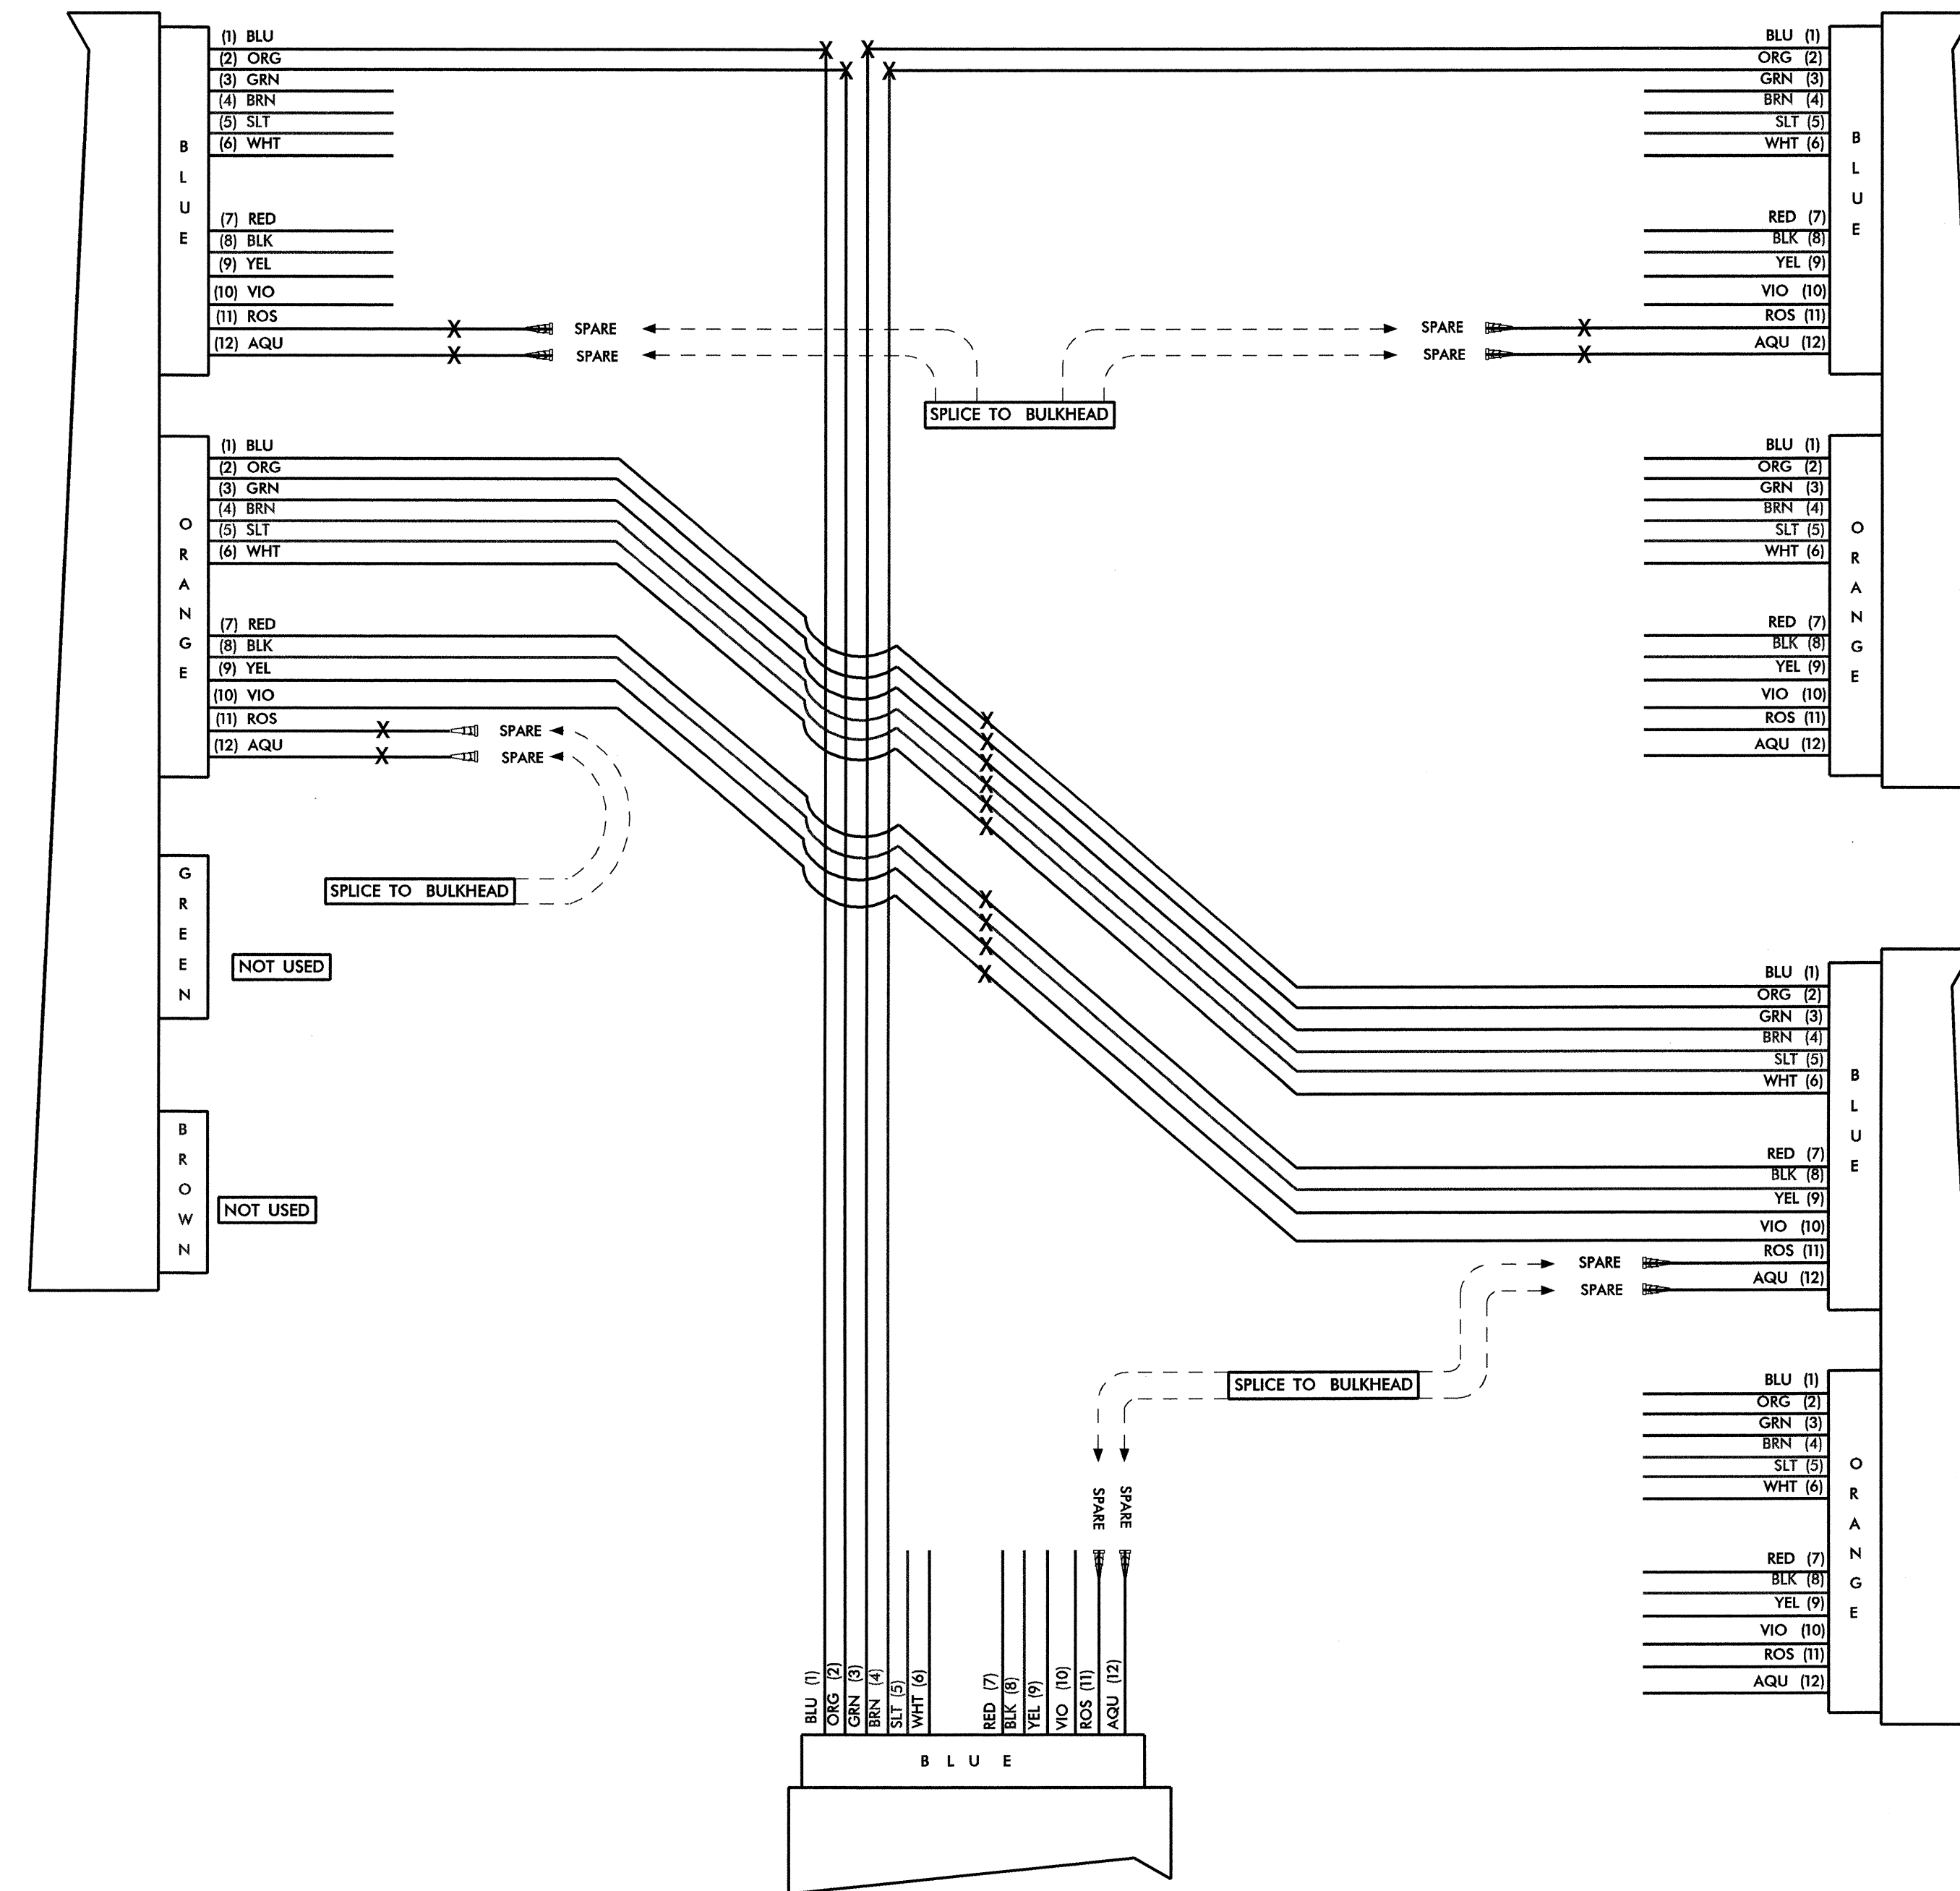 (1) BLU
(2) ORG
(3) GRN
(4) BRN
(5) SLT
(6) WHT
(7) RED
(8) BLK
(9) YEL
(10) VIO
(11) ROS
(12) AQU
BLUE
X
X
X
X
X
X
SPARE
SPARE
SPLICE TO BULKHEAD
SPARE
SPARE
X
X
BLU (1)
ORG (2)
GRN (3)
BRN (4)
SLT (5)
WHT (6)
RED (7)
BLK (8)
YEL (9)
VIO (10)
ROS (11)
AQU (12)
BLUE
(1) BLU
(2) ORG
(3) GRN
(4) BRN
(5) SLT
(6) WHT
(7) RED
(8) BLK
(9) YEL
(10) VIO
(11) ROS
(12) AQU
ORANGE
X
X
SPARE
SPARE
SPLICE TO BULKHEAD
X
X
X
X
X
X
X
X
X
X
BLU (1)
ORG (2)
GRN (3)
BRN (4)
SLT (5)
WHT (6)
RED (7)
BLK (8)
YEL (9)
VIO (10)
ROS (11)
AQU (12)
ORANGE
GREEN
NOT USED
BROWN
NOT USED
BLU (1)
ORG (2)
GRN (3)
BRN (4)
SLT (5)
WHT (6)
RED (7)
BLK (8)
YEL (9)
VIO (10)
ROS (11)
AQU (12)
BLUE
SPARE
SPARE
SPLICE TO BULKHEAD
SPARE
SPARE
BLU (1)
ORG (2)
GRN (3)
BRN (4)
SLT (5)
WHT (6)
RED (7)
BLK (8)
YEL (9)
VIO (10)
ROS (11)
AQU (12)
ORANGE
BLU (1)
ORG (2)
GRN (3)
BRN (4)
SLT (5)
WHT (6)
RED (7)
BLK (8)
YEL (9)
VIO (10)
ROS (11)
AQU (12)
BLUE